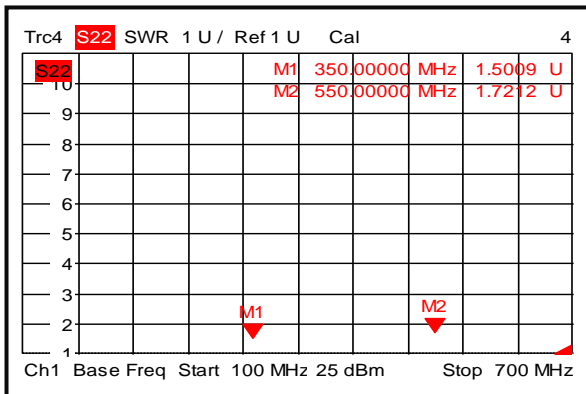 Trc4 S22 SWR 1 U / Ref 1 U Cal 4
S22 M1 350.00000 MHz 1.5009 U
10 M2 550.00000 MHz 1.7212 U
9
8
7
6
5
4
3
M1 M2
2
1
Ch1 Base Freq Start 100 MHz 25 dBm Stop 700 MHz